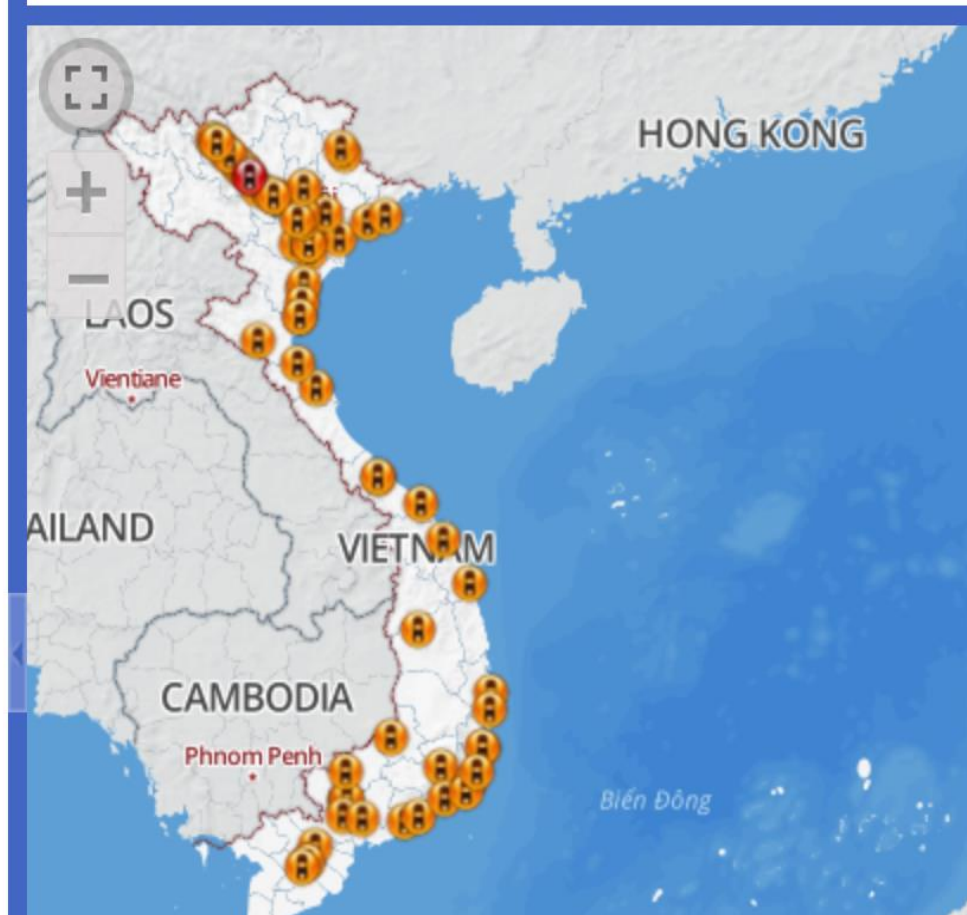 HONG KONG
LAOS
Vientiane
AILAND
VIETNAM
CAMBODIA
Phnom Penh
Biển Đông